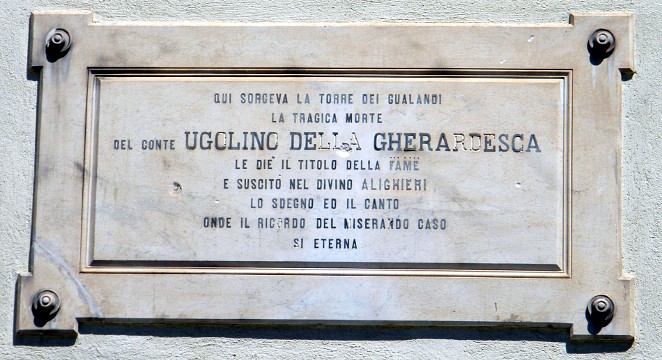 QUI SORGEVA LA TORRE DEI GUALANDI
LA TRAGICA MORTE
DEL CONTE UGOLINO DELLA GHERARDESCA
LE DIE' IL TITOLO DELLA FAME
E SUSCITÒ NEL DIVINO ALIGHIERI
LO SDEGNO ED IL CANTO
ONDE IL RICORDO DEL MISERANDO CASO
SI ETERNA